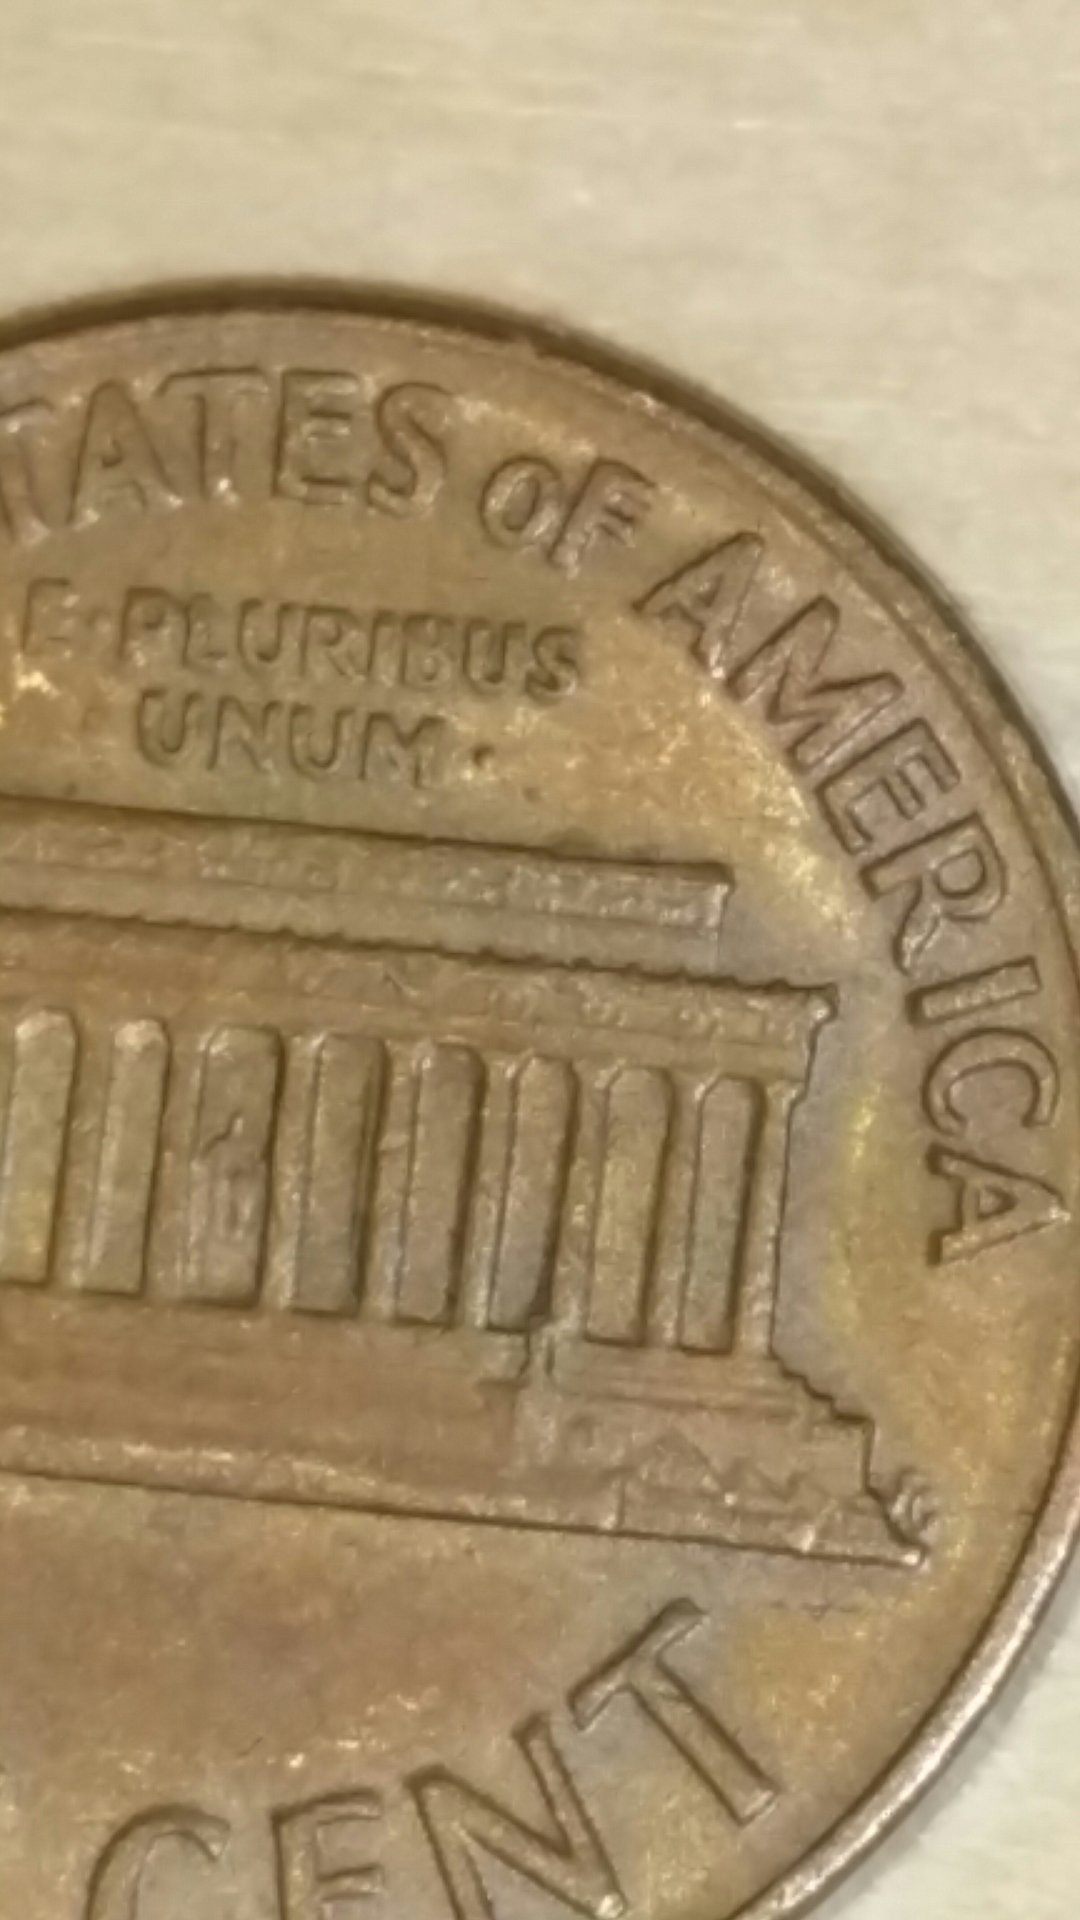 TATES OF AMERICA
E·PLURIBUS
UNUM·
CENT